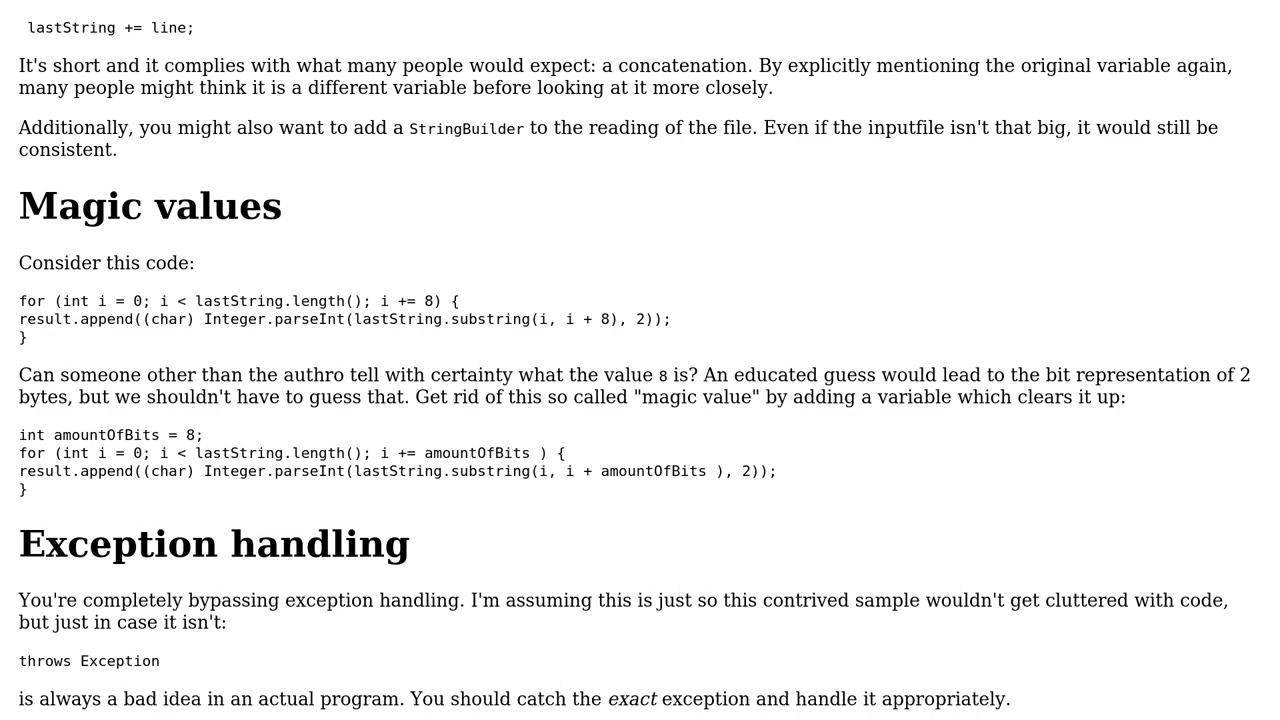 lastString += line;
It's short and it complies with what many people would expect: a concatenation. By explicitly mentioning the original variable again,
many people might think it is a different variable before looking at it more closely.
Additionally, you might also want to add a StringBuilder to the reading of the file. Even if the inputfile isn't that big, it would still be
consistent.
Magic values
Consider this code:
for (int i = 0; i < lastString.length(); i += 8) {
result.append((char) Integer.parseInt(lastString.substring(i, i + 8), 2));
}
Can someone other than the authro tell with certainty what the value 8 is? An educated guess would lead to the bit representation of 2
bytes, but we shouldn't have to guess that. Get rid of this so called "magic value" by adding a variable which clears it up:
int amountOfBits = 8;
for (int i = 0; i < lastString.length(); i += amountOfBits ) {
result.append((char) Integer.parseInt(lastString.substring(i, i + amountOfBits ), 2));
}
Exception handling
You're completely bypassing exception handling. I'm assuming this is just so this contrived sample wouldn't get cluttered with code,
but just in case it isn't:
throws Exception
is always a bad idea in an actual program. You should catch the exact exception and handle it appropriately.